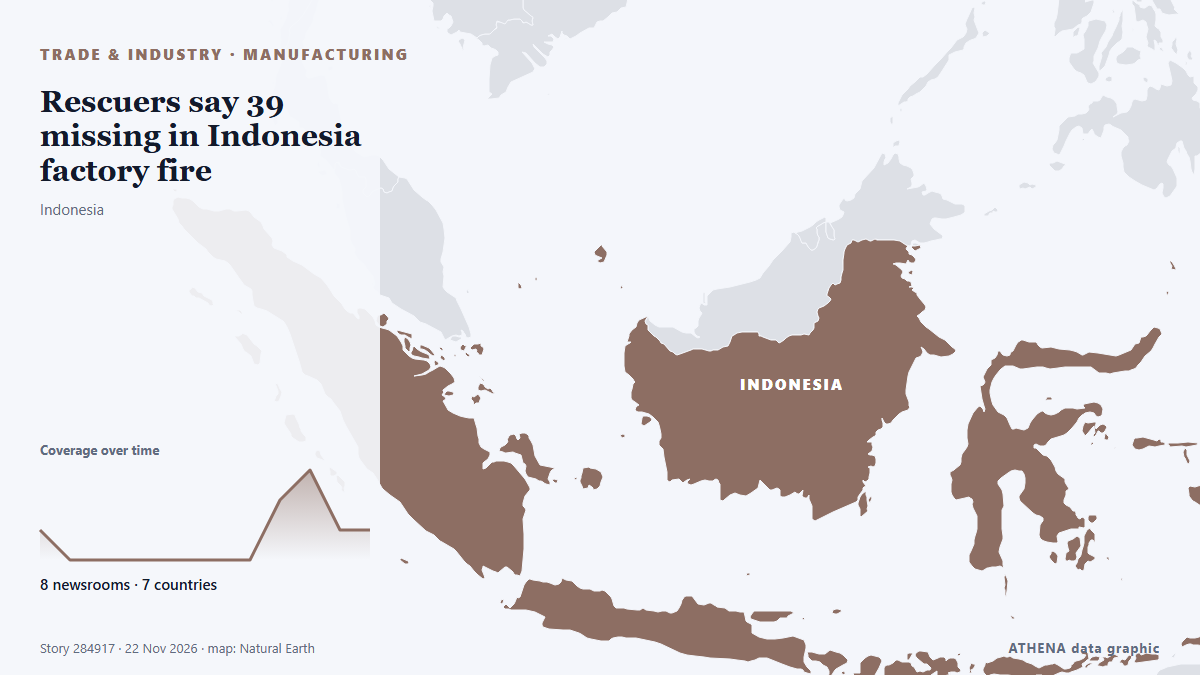 TRADE & INDUSTRY · MANUFACTURING
Rescuers say 39
missing in Indonesia
factory fire
Indonesia
INDONESIA
Coverage over time
8 newsrooms · 7 countries
Story 284917 · 22 Nov 2026 · map: Natural Earth
ATHENA data graphic